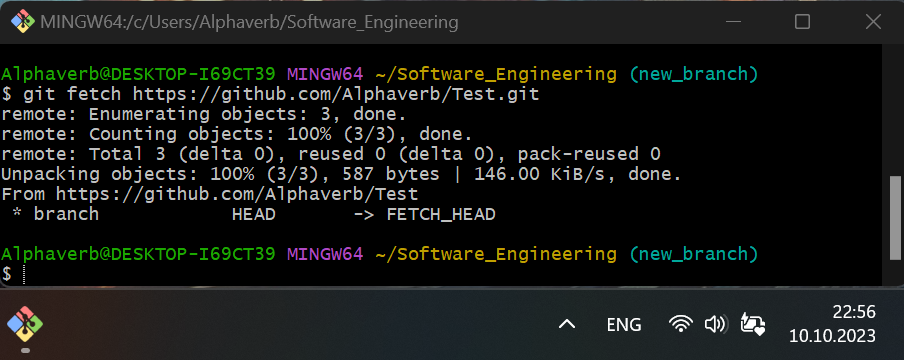 MINGW64:/c/Users/Alphaverb/Software_Engineering
Alphaverb@DESKTOP-I69CT39 MINGW64 ~/Software_Engineering (new_branch)
$ git fetch https://github.com/Alphaverb/Test.git
remote: Enumerating objects: 3, done.
remote: Counting objects: 100% (3/3), done.
remote: Total 3 (delta 0), reused 0 (delta 0), pack-reused 0
Unpacking objects: 100% (3/3), 587 bytes | 146.00 KiB/s, done.
From https://github.com/Alphaverb/Test
 * branch            HEAD       -> FETCH_HEAD
Alphaverb@DESKTOP-I69CT39 MINGW64 ~/Software_Engineering (new_branch)
$
ENG
22:56
10.10.2023